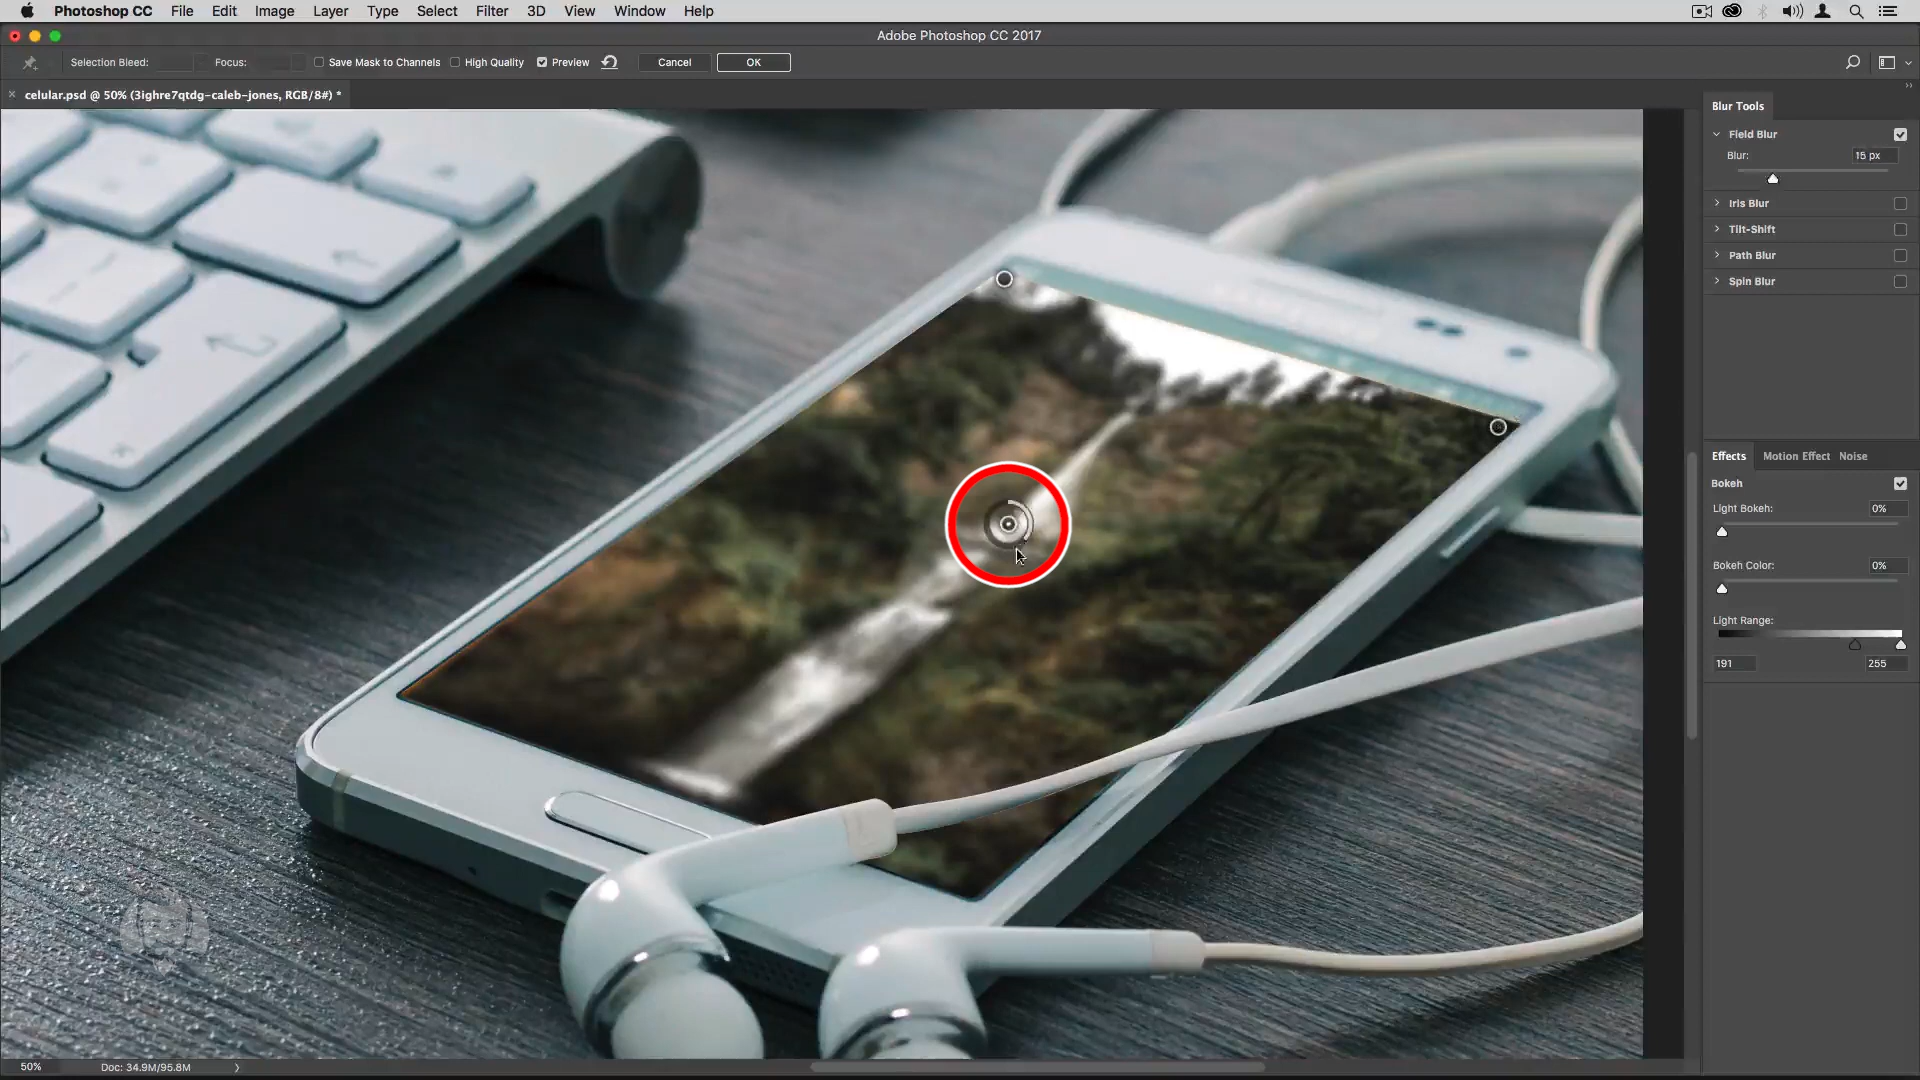 Photoshop CC File Edit Image Layer Type Select Filter 3D View Window Help
Adobe Photoshop CC 2017
Selection Bleed: Focus: Save Mask to Channels High Quality Preview Cancel OK
celular.psd @ 50% (3ighre7qtdg-caleb-jones, RGB/8#) *
Blur Tools
Field Blur
Blur: 15 px
Iris Blur
Tilt-Shift
Path Blur
Spin Blur
Effects Motion Effect Noise
Bokeh
Light Bokeh: 0%
Bokeh Color: 0%
Light Range:
191 255
50% Doc: 34.9M/95.8M